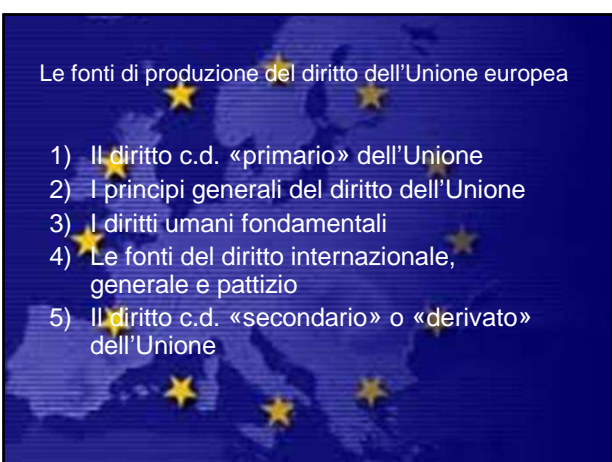 Le fonti di produzione del diritto dell'Unione europea
1) Il diritto c.d. «primario» dell'Unione
2) I principi generali del diritto dell'Unione
3) I diritti umani fondamentali
4) Le fonti del diritto internazionale,
generale e pattizio
5) Il diritto c.d. «secondario» o «derivato»
dell'Unione